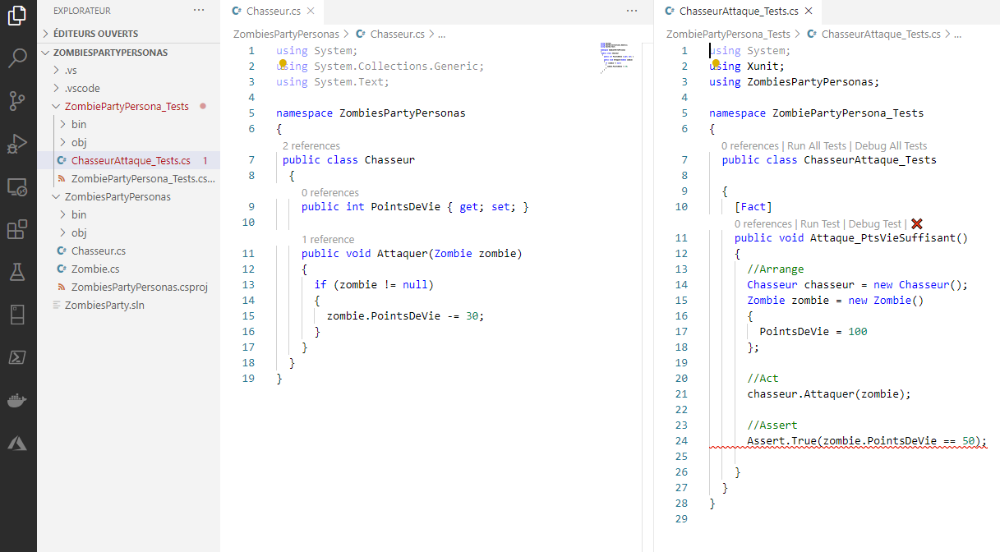 EXPLORATEUR
ÉDITEURS OUVERTS
ZOMBIESPARTYPERSONAS
.vs
.vscode
ZombiePartyPersona_Tests
bin
obj
ChasseurAttaque_Tests.cs 1
ZombiePartyPersona_Tests.cs...
ZombiesPartyPersonas
bin
obj
Chasseur.cs
Zombie.cs
ZombiesPartyPersonas.csproj
ZombiesParty.sln
Chasseur.cs
ZombiesPartyPersonas > Chasseur.cs > ...
1 using System;
2 using System.Collections.Generic;
3 using System.Text;
4
5 namespace ZombiesPartyPersonas
6 {
2 references
7 public class Chasseur
8 {
0 references
9 public int PointsDeVie { get; set; }
10
1 reference
11 public void Attaquer(Zombie zombie)
12 {
13 if (zombie != null)
14 {
15 zombie.PointsDeVie -= 30;
16 }
17 }
18 }
19 }
ChasseurAttaque_Tests.cs
ZombiePartyPersona_Tests > ChasseurAttaque_Tests.cs > ...
1 using System;
2 using Xunit;
3 using ZombiesPartyPersonas;
4
5 namespace ZombiePartyPersona_Tests
6 {
0 references | Run All Tests | Debug All Tests
7 public class ChasseurAttaque_Tests
8
9 {
10 [Fact]
0 references | Run Test | Debug Test |
11 public void Attaque_PtsVieSuffisant()
12 {
13 //Arrange
14 Chasseur chasseur = new Chasseur();
15 Zombie zombie = new Zombie()
16 {
17 PointsDeVie = 100
18 };
19
20 //Act
21 chasseur.Attaquer(zombie);
22
23 //Assert
24 Assert.True(zombie.PointsDeVie == 50);
25
26 }
27 }
28 }
29